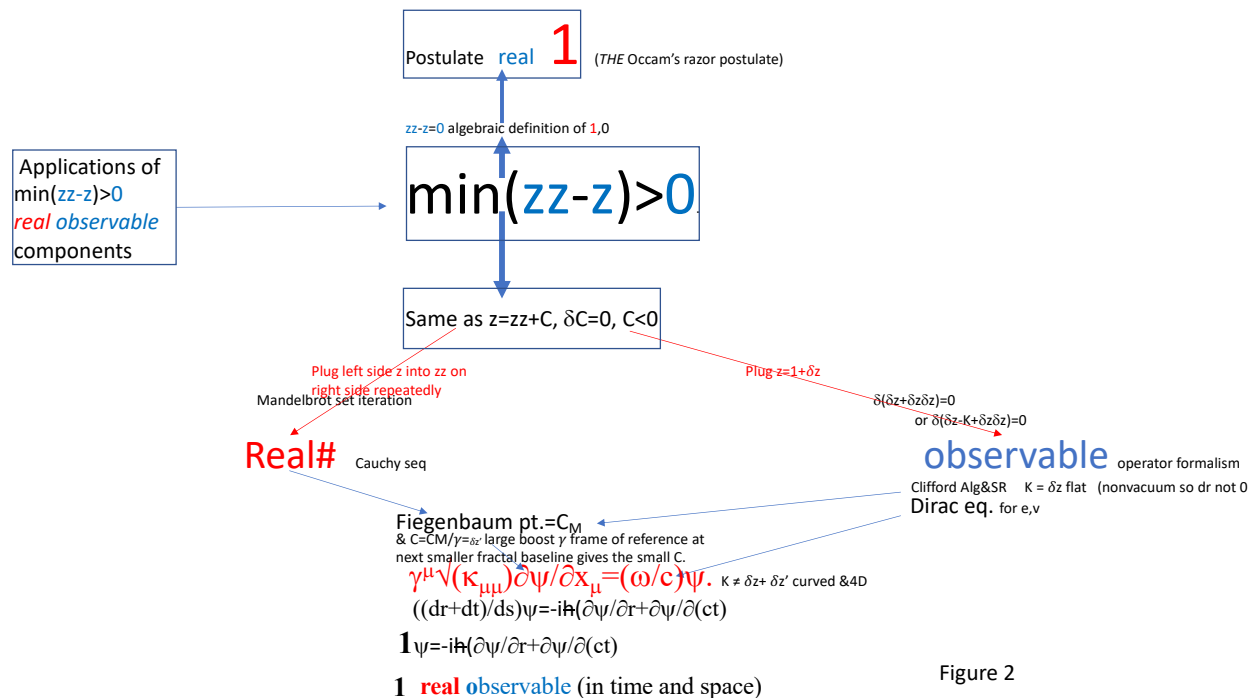 Postulate real 1 (THE Occam's razor postulate)
zz-z=0 algebraic definition of 1,0
Applications of
min(zz-z)>0
real observable
components
min(zz-z)>0.
Same as z=zz+C, δC=0, C<0
Plug left side z into zz on
right side repeatedly
Mandelbrot set iteration
Plug z=1+δz
δ(δz+δzδz)=0
or δ(δz-K+δzδz)=0
Real# Cauchy seq
observable operator formalism
Clifford Alg&SR K = δz flat (nonvacuum so dr not 0
Dirac eq. for e,v
Fiegenbaum pt.=C_M
& C=CM/γ=δz' large boost γ frame of reference at
next smaller fractal baseline gives the small C.
γ^μ√(κ_μμ)∂ψ/∂x_μ=(ω/c)ψ. K ≠ δz+ δz' curved &4D
((dr+dt)/ds)ψ=-iħ(∂ψ/∂r+∂ψ/∂(ct)
1ψ=-iħ(∂ψ/∂r+∂ψ/∂(ct)
1 real observable (in time and space)
Figure 2